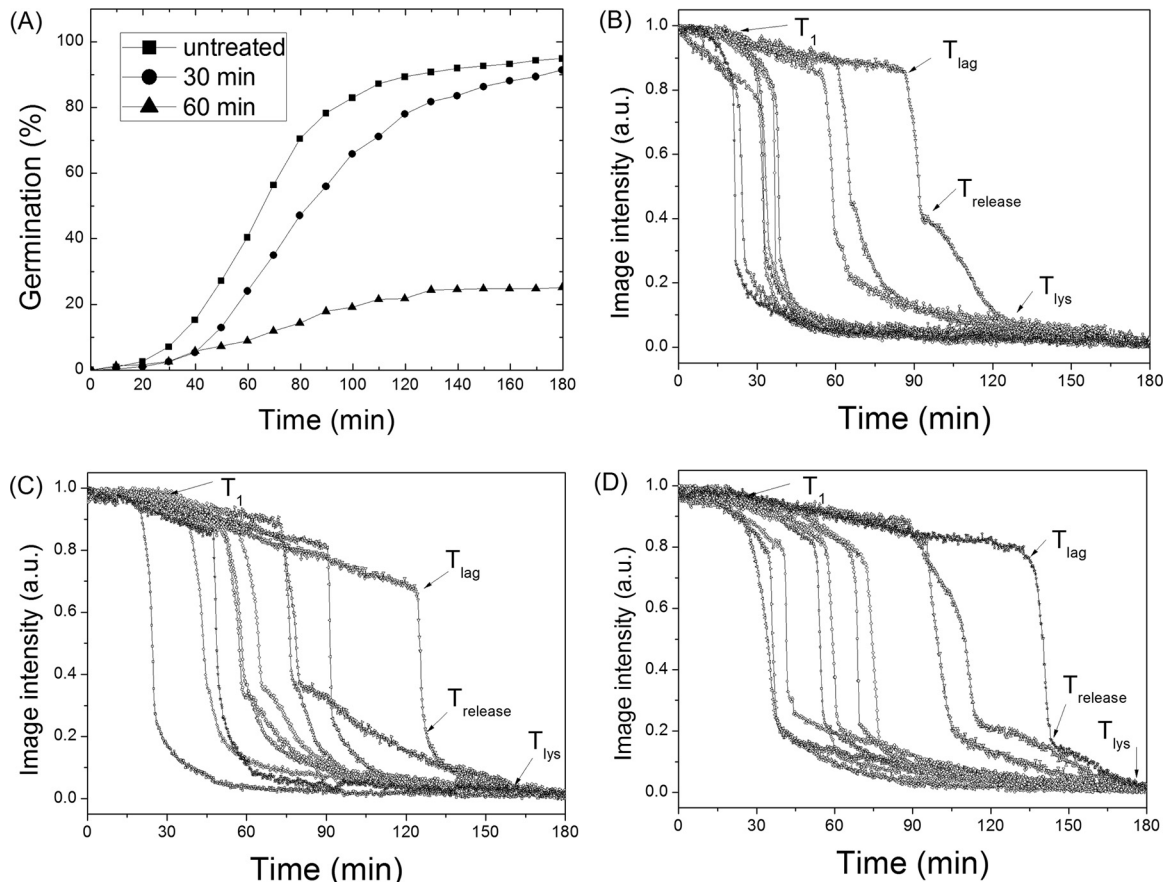 (A)
untreated
30 min
60 min
Germination (%)
100
80
60
40
20
0
0 20 40 60 80 100 120 140 160 180
Time (min)
(B)
T1
Tlag
Trelease
Tlys
Image intensity (a.u.)
1.0
0.8
0.6
0.4
0.2
0.0
0 30 60 90 120 150 180
Time (min)
(C)
T1
Tlag
Trelease
Tlys
Image intensity (a.u.)
1.0
0.8
0.6
0.4
0.2
0.0
0 30 60 90 120 150 180
Time (min)
(D)
T1
Tlag
Trelease
Tlys
Image intensity (a.u.)
1.0
0.8
0.6
0.4
0.2
0.0
0 30 60 90 120 150 180
Time (min)